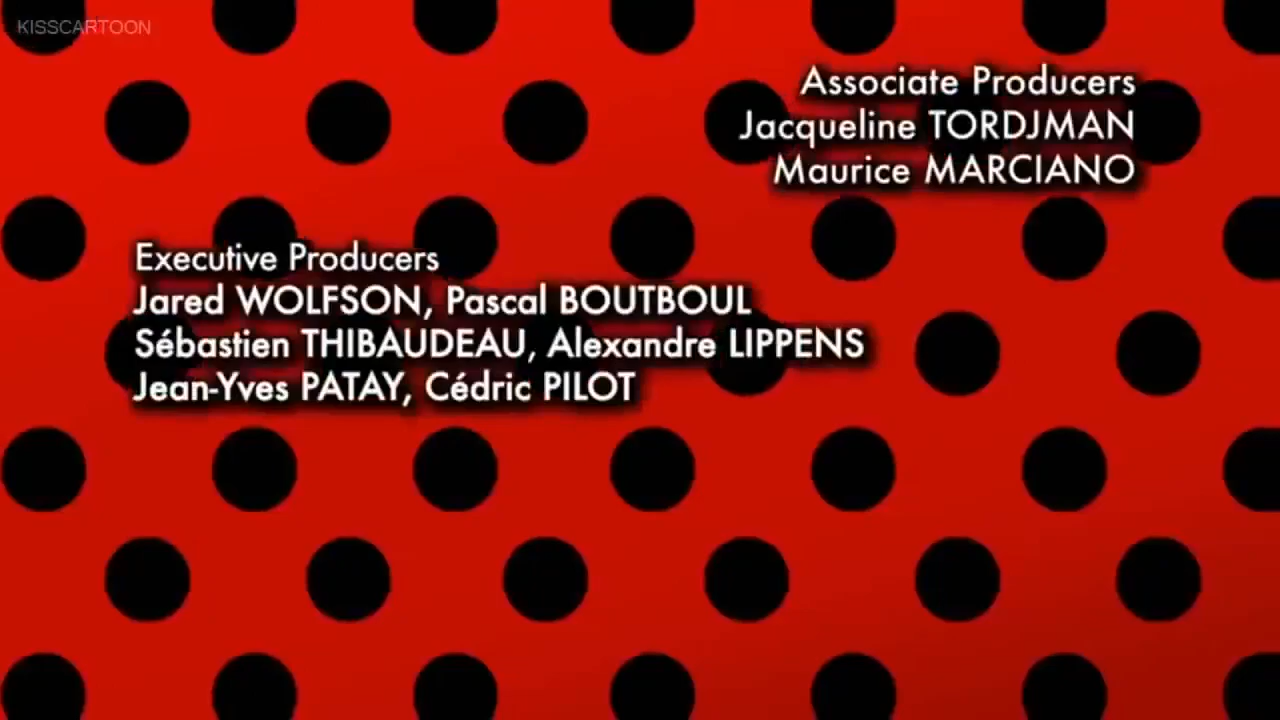 KISSCARTOON
Associate Producers
Jacqueline TORDJMAN
Maurice MARCIANO
Executive Producers
Jared WOLFSON, Pascal BOUTBOUL
Sébastien THIBAUDEAU, Alexandre LIPPENS
Jean-Yves PATAY, Cédric PILOT